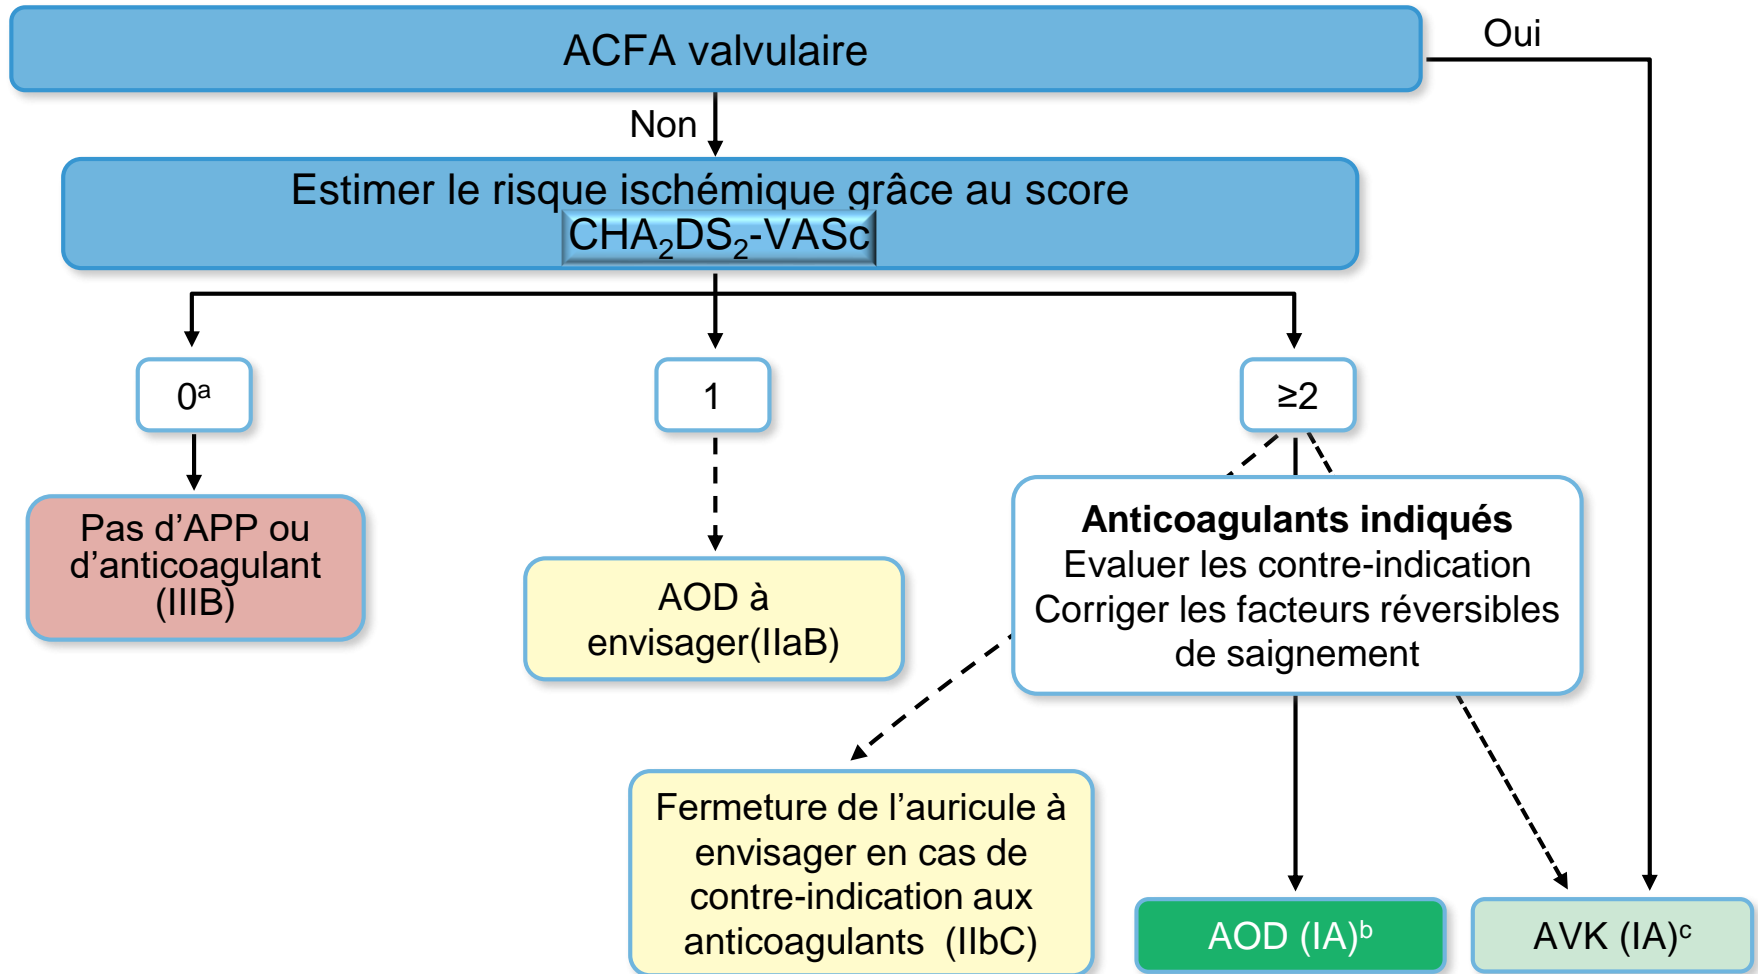 ACFA valvulaire
Oui
Non
Estimer le risque ischémique grâce au score
CHA₂DS₂-VASc
0ᵃ
1
≥2
Pas d’APP ou
d’anticoagulant
(IIIB)
AOD à
envisager(IIaB)
Anticoagulants indiqués
Evaluer les contre-indication
Corriger les facteurs réversibles
de saignement
Fermeture de l’auricule à
envisager en cas de
contre-indication aux
anticoagulants (IIbC)
AOD (IA)ᵇ
AVK (IA)ᶜ